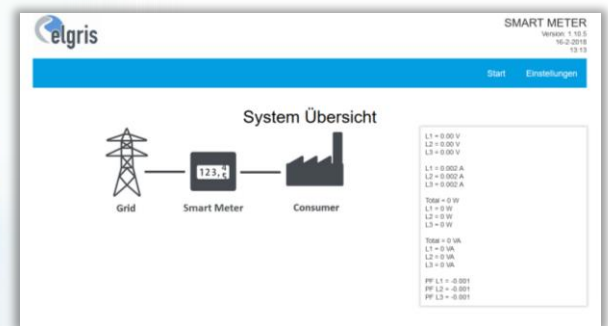 elgris
SMART METER
Version: 1.10.5
16-2-2018
13:13
Start Einstellungen
System Übersicht
123,4
5
Grid Smart Meter Consumer
L1 = 0.00 V
L2 = 0.00 V
L3 = 0.00 V
L1 = 0.002 A
L2 = 0.002 A
L3 = 0.002 A
Total = 0 W
L1 = 0 W
L2 = 0 W
L3 = 0 W
Total = 0 VA
L1 = 0 VA
L2 = 0 VA
L3 = 0 VA
PF L1 = -0.001
PF L2 = -0.001
PF L3 = -0.001